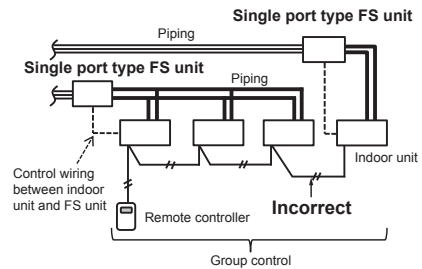 Single port type FS unit
Piping
Single port type FS unit
Piping
Indoor unit
Control wiring
between indoor
unit and FS unit
Remote controller
Incorrect
Group control